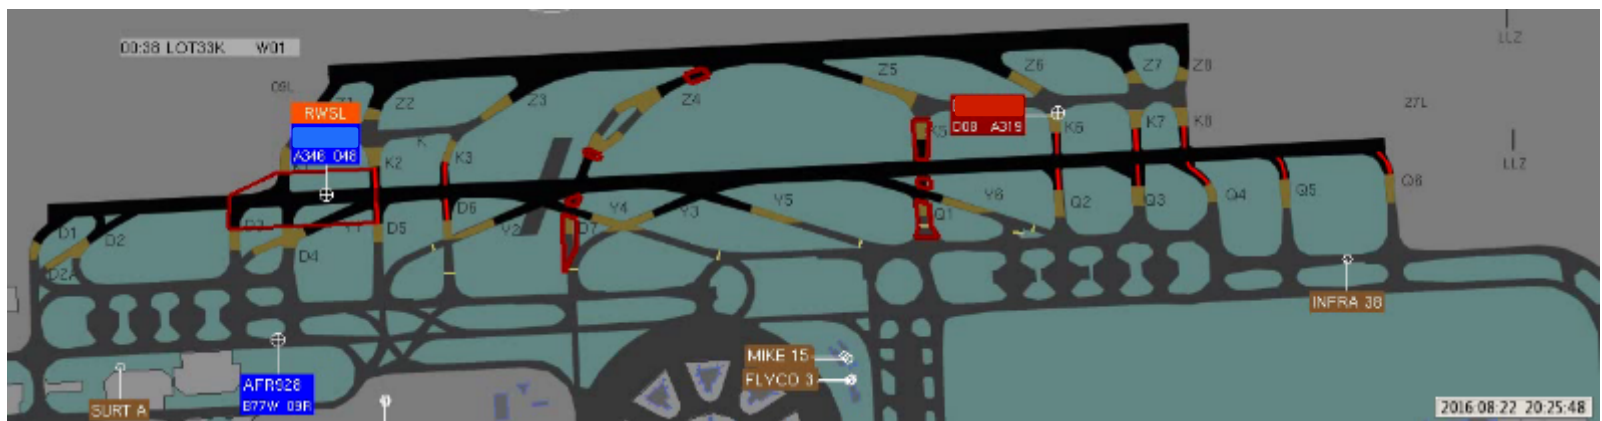 00:38 LOT33K W01
LLZ
Z5
Z6
Z7
Z8
09L
Z1
Z2
Z3
Z4
27L
RWSL
K5
K6
K7
K8
D08 A319
K
A346 048
K2
K3
LLZ
D6
Y4
Y3
Y5
Y6
Q1
Q2
Q3
Q4
Q5
Q6
D1
D2
D3
Y1
D5
Y2
D7
D4
D2A
INFRA 38
MIKE 15
FLYCO 3
AFR928
B77W 09R
SURT A
2016 08:22 20:25:48